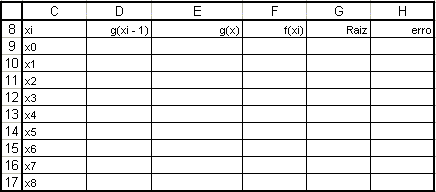 C D E F G H
8 xi g(xi - 1) g(x) f(xi) Raiz erro
9 x0
10 x1
11 x2
12 x3
13 x4
14 x5
15 x6
16 x7
17 x8